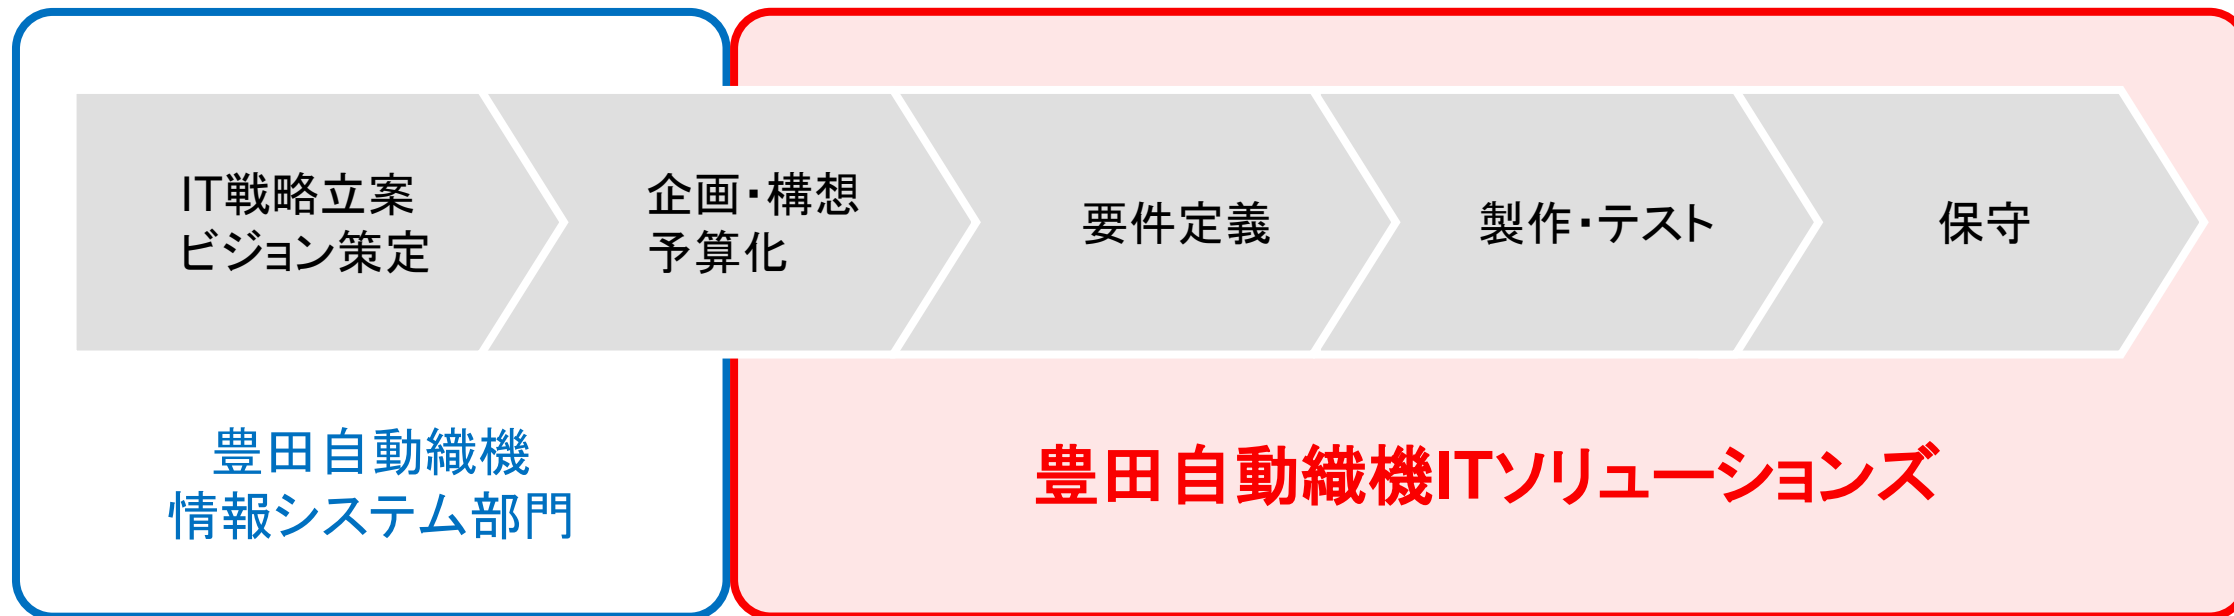 IT戦略立案
ビジョン策定
企画・構想
予算化
要件定義
製作・テスト
保守
豊田自動織機
情報システム部門
豊田自動織機ITソリューションズ